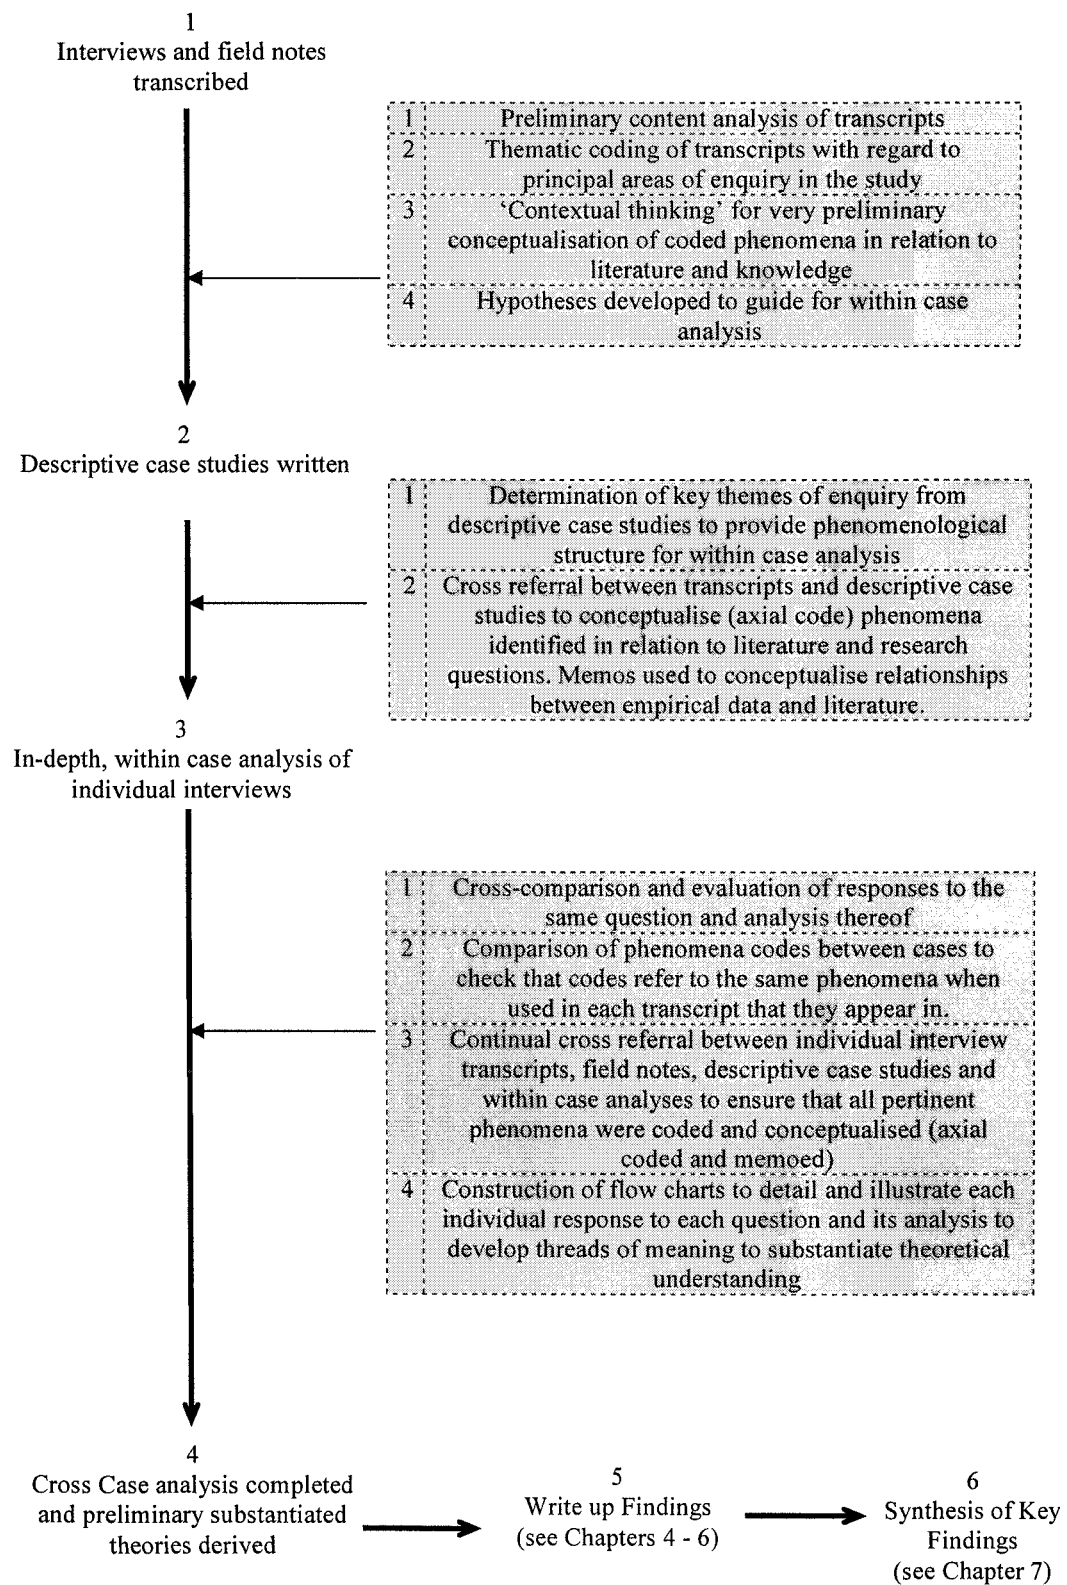 1
Interviews and field notes
transcribed
1 Preliminary content analysis of transcripts
2 Thematic coding of transcripts with regard to
principal areas of enquiry in the study
3 ‘Contextual thinking’ for very preliminary
conceptualisation of coded phenomena in relation to
literature and knowledge
4 Hypotheses developed to guide for within case
analysis
2
Descriptive case studies written
1 Determination of key themes of enquiry from
descriptive case studies to provide phenomenological
structure for within case analysis
2 Cross referral between transcripts and descriptive case
studies to conceptualise (axial code) phenomena
identified in relation to literature and research
questions. Memos used to conceptualise relationships
between empirical data and literature.
3
In-depth, within case analysis of
individual interviews
1 Cross-comparison and evaluation of responses to the
same question and analysis thereof
2 Comparison of phenomena codes between cases to
check that codes refer to the same phenomena when
used in each transcript that they appear in.
3 Continual cross referral between individual interview
transcripts, field notes, descriptive case studies and
within case analyses to ensure that all pertinent
phenomena were coded and conceptualised (axial
coded and memoed)
4 Construction of flow charts to detail and illustrate each
individual response to each question and its analysis to
develop threads of meaning to substantiate theoretical
understanding
4
Cross Case analysis completed
and preliminary substantiated
theories derived
5
Write up Findings
(see Chapters 4 - 6)
6
Synthesis of Key
Findings
(see Chapter 7)